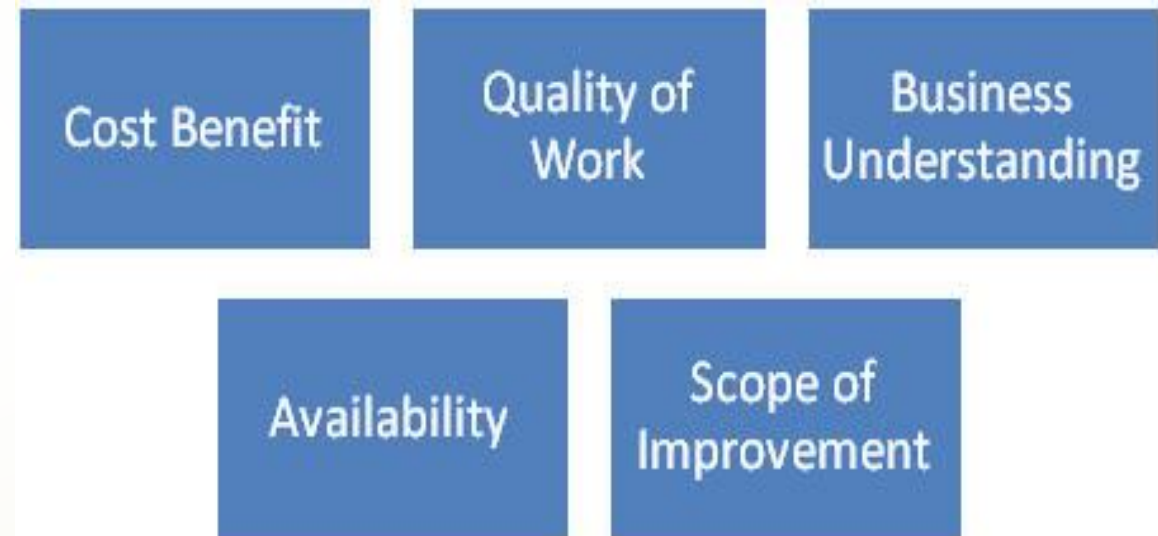 Cost Benefit
Quality of
Work
Business
Understanding
Availability
Scope of
Improvement